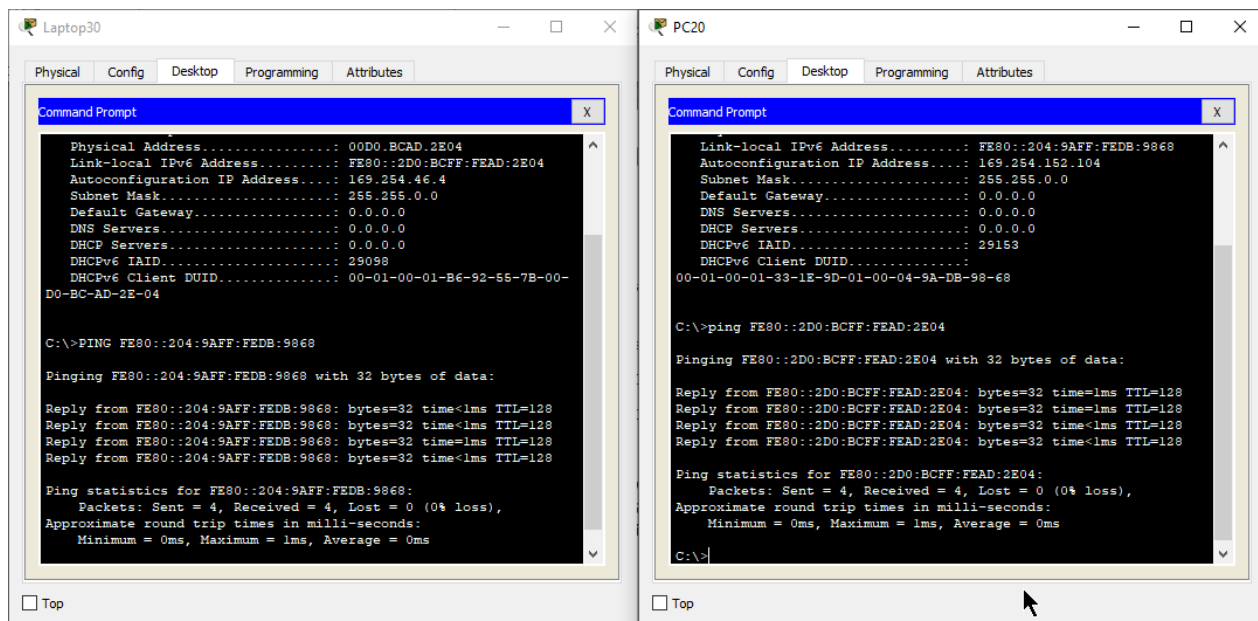 Laptop30
Physical Config Desktop Programming Attributes
Command Prompt X
Physical Address................: 00D0.BCAD.2E04
Link-local IPv6 Address.........: FE80::2D0:BCFF:FEAD:2E04
Autoconfiguration IP Address....: 169.254.46.4
Subnet Mask.....................: 255.255.0.0
Default Gateway.................: 0.0.0.0
DNS Servers.....................: 0.0.0.0
DHCP Servers....................: 0.0.0.0
DHCPv6 IAID.....................: 29098
DHCPv6 Client DUID..............: 00-01-00-01-B6-92-55-7B-00-
D0-BC-AD-2E-04
C:\>PING FE80::204:9AFF:FEDB:9868
Pinging FE80::204:9AFF:FEDB:9868 with 32 bytes of data:
Reply from FE80::204:9AFF:FEDB:9868: bytes=32 time<1ms TTL=128
Reply from FE80::204:9AFF:FEDB:9868: bytes=32 time<1ms TTL=128
Reply from FE80::204:9AFF:FEDB:9868: bytes=32 time=1ms TTL=128
Reply from FE80::204:9AFF:FEDB:9868: bytes=32 time<1ms TTL=128
Ping statistics for FE80::204:9AFF:FEDB:9868:
Packets: Sent = 4, Received = 4, Lost = 0 (0% loss),
Approximate round trip times in milli-seconds:
Minimum = 0ms, Maximum = 1ms, Average = 0ms
Top
PC20
Physical Config Desktop Programming Attributes
Command Prompt X
Link-local IPv6 Address.........: FE80::204:9AFF:FEDB:9868
Autoconfiguration IP Address....: 169.254.152.104
Subnet Mask.....................: 255.255.0.0
Default Gateway.................: 0.0.0.0
DNS Servers.....................: 0.0.0.0
DHCP Servers....................: 0.0.0.0
DHCPv6 IAID.....................: 29153
DHCPv6 Client DUID..............:
00-01-00-01-33-1E-9D-01-00-04-9A-DB-98-68
C:\>ping FE80::2D0:BCFF:FEAD:2E04
Pinging FE80::2D0:BCFF:FEAD:2E04 with 32 bytes of data:
Reply from FE80::2D0:BCFF:FEAD:2E04: bytes=32 time=1ms TTL=128
Reply from FE80::2D0:BCFF:FEAD:2E04: bytes=32 time<1ms TTL=128
Reply from FE80::2D0:BCFF:FEAD:2E04: bytes=32 time<1ms TTL=128
Reply from FE80::2D0:BCFF:FEAD:2E04: bytes=32 time<1ms TTL=128
Ping statistics for FE80::2D0:BCFF:FEAD:2E04:
Packets: Sent = 4, Received = 4, Lost = 0 (0% loss),
Approximate round trip times in milli-seconds:
Minimum = 0ms, Maximum = 1ms, Average = 0ms
C:\>
Top